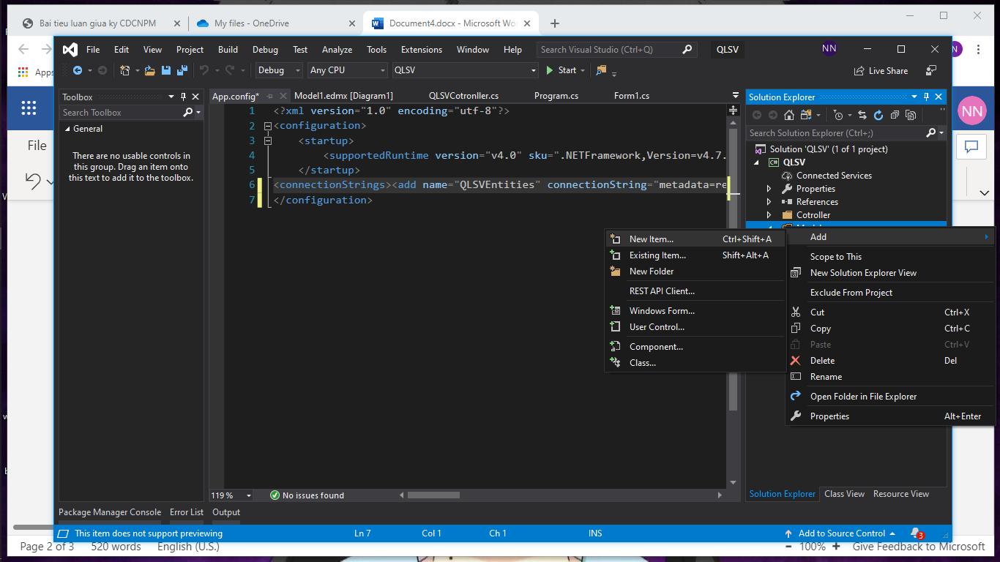 Bai tieu luan giua ky CDCNPM
My files - OneDrive
Document4.docx - Microsoft Wo
Apps
File Edit View Project Build Debug Test Analyze Tools Extensions Window Help
Search Visual Studio (Ctrl+Q)
QLSV
NN
Debug
Any CPU
QLSV
Start
Live Share
Toolbox
Search Toolbox
General
There are no usable controls in
this group. Drag an item onto
this text to add it to the toolbox.
App.config*
Model1.edmx [Diagram1]
QLSVCotronller.cs
Program.cs
Form1.cs
1 <?xml version="1.0" encoding="utf-8"?>
2 <configuration>
3 <startup>
4 <supportedRuntime version="v4.0" sku=".NETFramework,Version=v4.7.
5 </startup>
6 <connectionStrings><add name="QLSVEntities" connectionString="metadata=re
7 </configuration>
Solution Explorer
Search Solution Explorer (Ctrl+;)
Solution 'QLSV' (1 of 1 project)
QLSV
Connected Services
Properties
References
Cotroller
New Item... Ctrl+Shift+A
Existing Item... Shift+Alt+A
New Folder
REST API Client...
Windows Form...
User Control...
Component...
Class...
Add
Scope to This
New Solution Explorer View
Exclude From Project
Cut Ctrl+X
Copy Ctrl+C
Paste Ctrl+V
Delete Del
Rename
Open Folder in File Explorer
Properties Alt+Enter
119 %
No issues found
Solution Explorer
Class View
Resource View
Package Manager Console
Error List
Output
This item does not support previewing
Ln 7
Col 1
Ch 1
INS
Add to Source Control
3
File
NN
Page 2 of 3
520 words
English (U.S.)
100%
Give Feedback to Microsoft